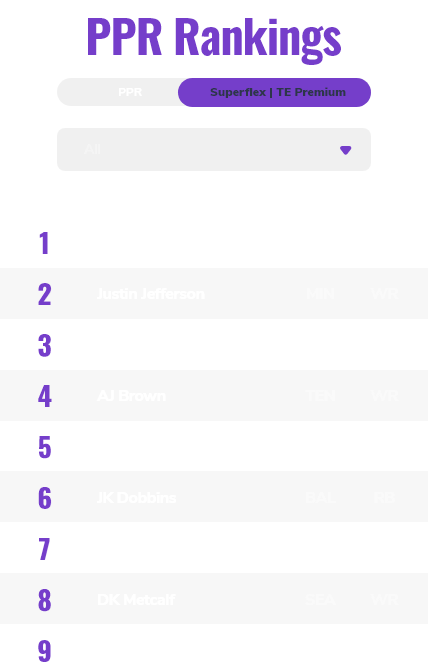 PPR Rankings
PPR Superflex | TE Premium
All
1
2 Justin Jefferson MIN WR
3
4 AJ Brown TEN WR
5
6 JK Dobbins BAL RB
7
8 DK Metcalf SEA WR
9